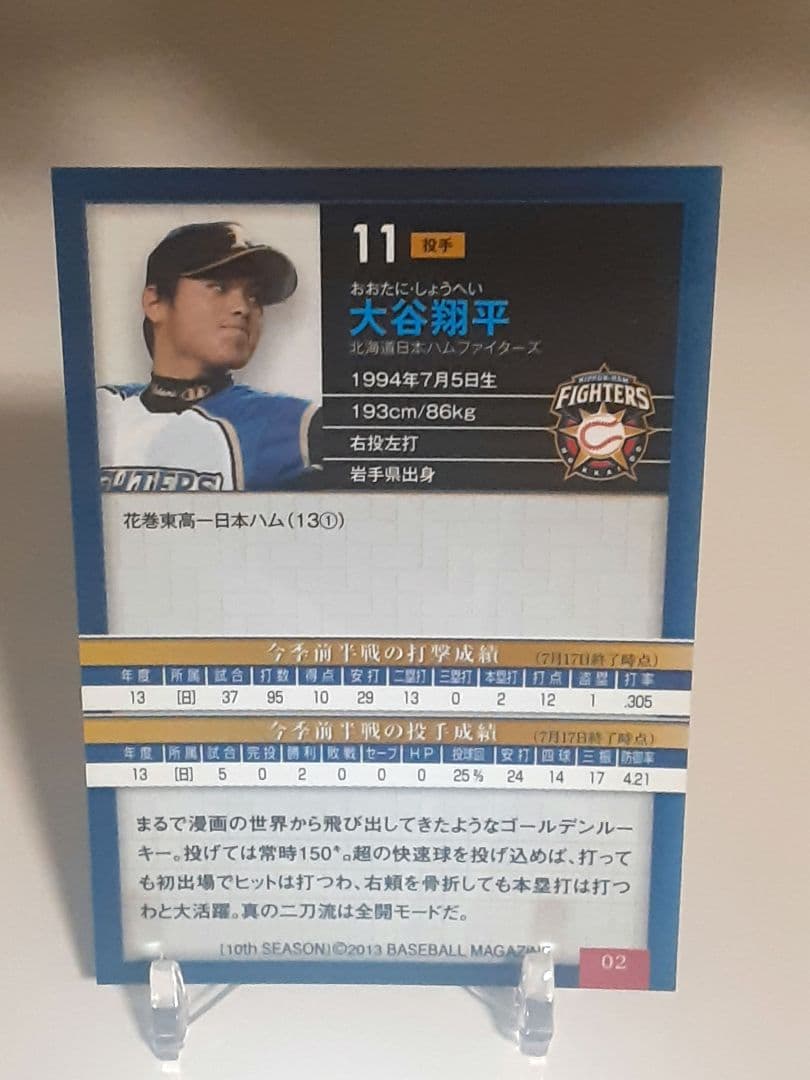 11 投手
おおたに・しょうへい
大谷翔平
北海道日本ハムファイターズ
1994年7月5日生
193cm/86kg
右投左打
岩手県出身
NIPPON-HAM
FIGHTERS
HOKKAIDO
FIGHTERS
花巻東高―日本ハム(13①)
今季前半戦の打撃成績 (7月17日終了時点)
年度 所属 試合 打数 得点 安打 二塁打 三塁打 本塁打 打点 盗塁 打率
13 [日] 37 95 10 29 13 0 2 12 1 .305
今季前半戦の投手成績 (7月17日終了時点)
年度 所属 試合 完投 勝利 敗戦 セーブ HP 投球回 安打 四球 三振 防御率
13 [日] 5 0 2 0 0 0 25 ⅔ 24 14 17 4.21
まるで漫画の世界から飛び出してきたようなゴールデンルー
キー。投げては常時150㌔超の快速球を投げ込めば、打って
も初出場でヒットは打つわ、右頬を骨折しても本塁打は打つ
わと大活躍。真の二刀流は全開モードだ。
[10th SEASON]©2013 BASEBALL MAGAZINE
02